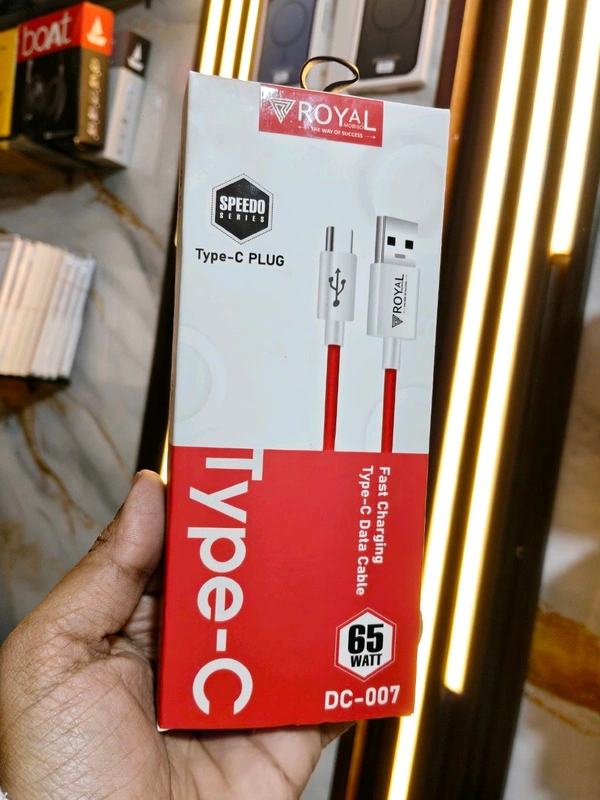 boAt
ROYAL
MOBISO
THE WAY OF SUCCESS
SPEEDO
SERIES
Type-C PLUG
ROYAL
Type-C
Fast Charging
Type-C Data Cable
65
WATT
DC-007